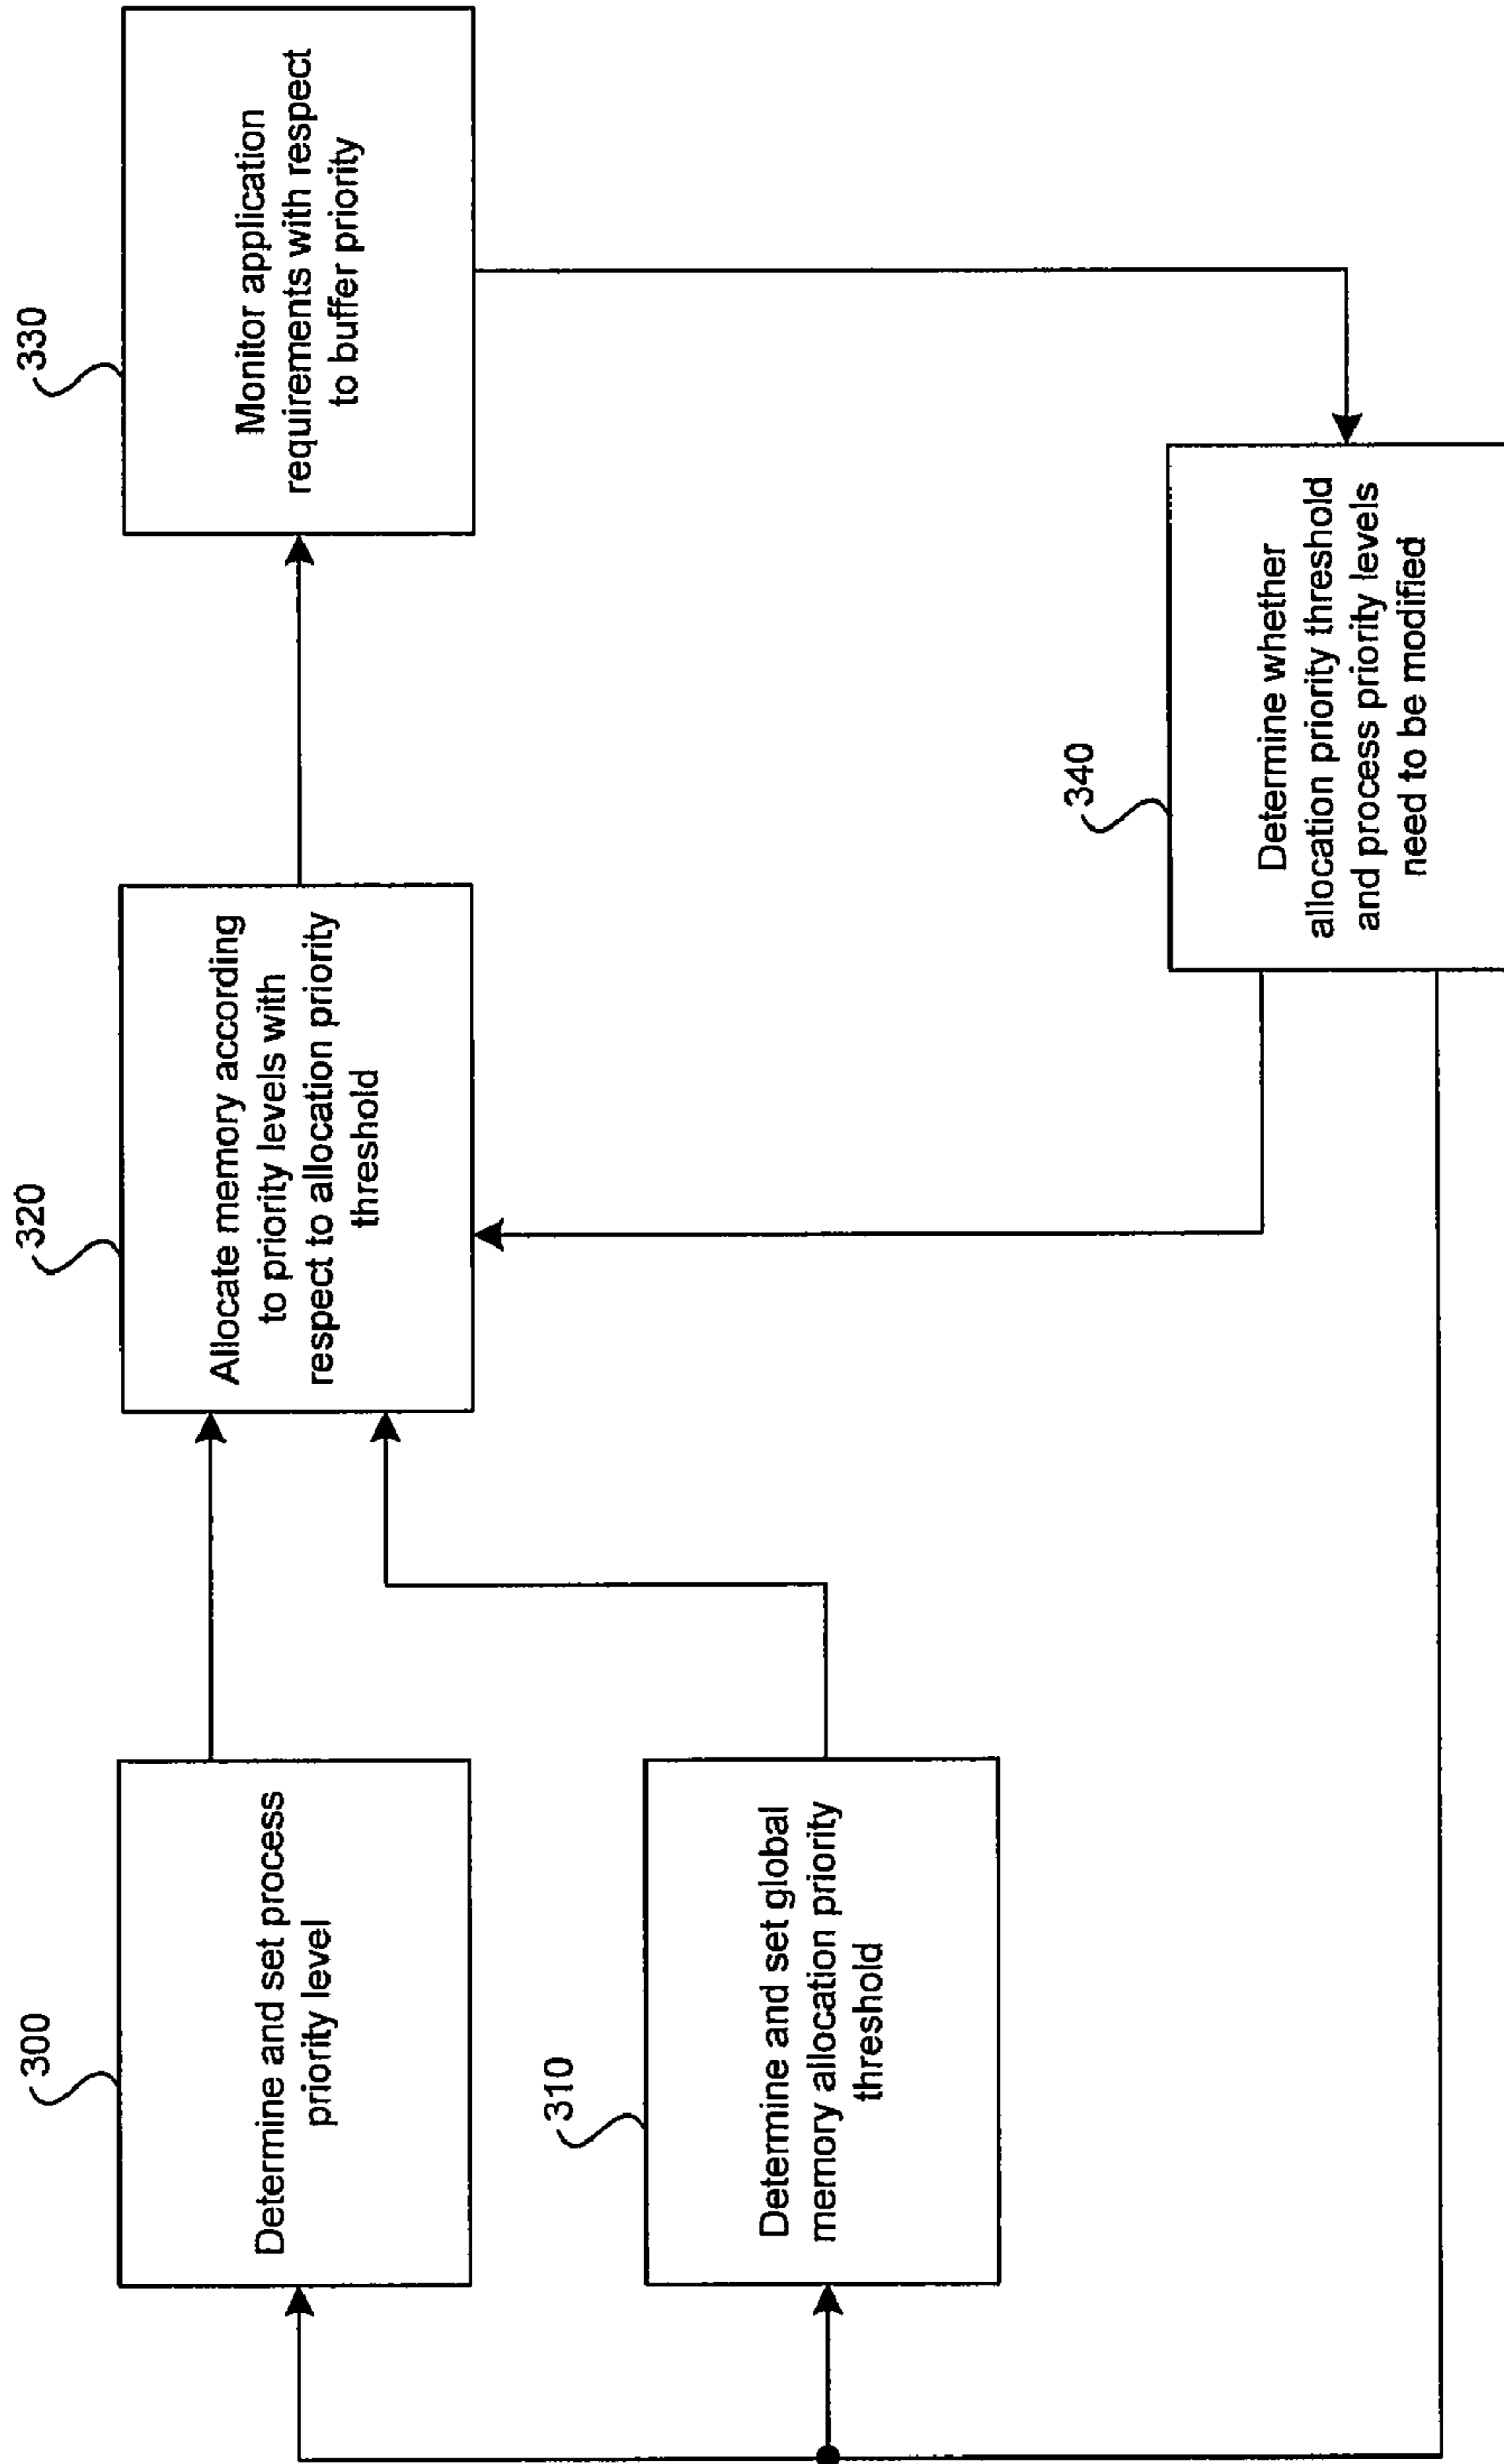 300
Determine and set process
priority level
310
Determine and set global
memory allocation priority
threshold
320
Allocate memory according
to priority levels with
respect to allocation priority
threshold
330
Monitor application
requirements with respect
to buffer priority
340
Determine whether
allocation priority threshold
and process priority levels
need to be modified